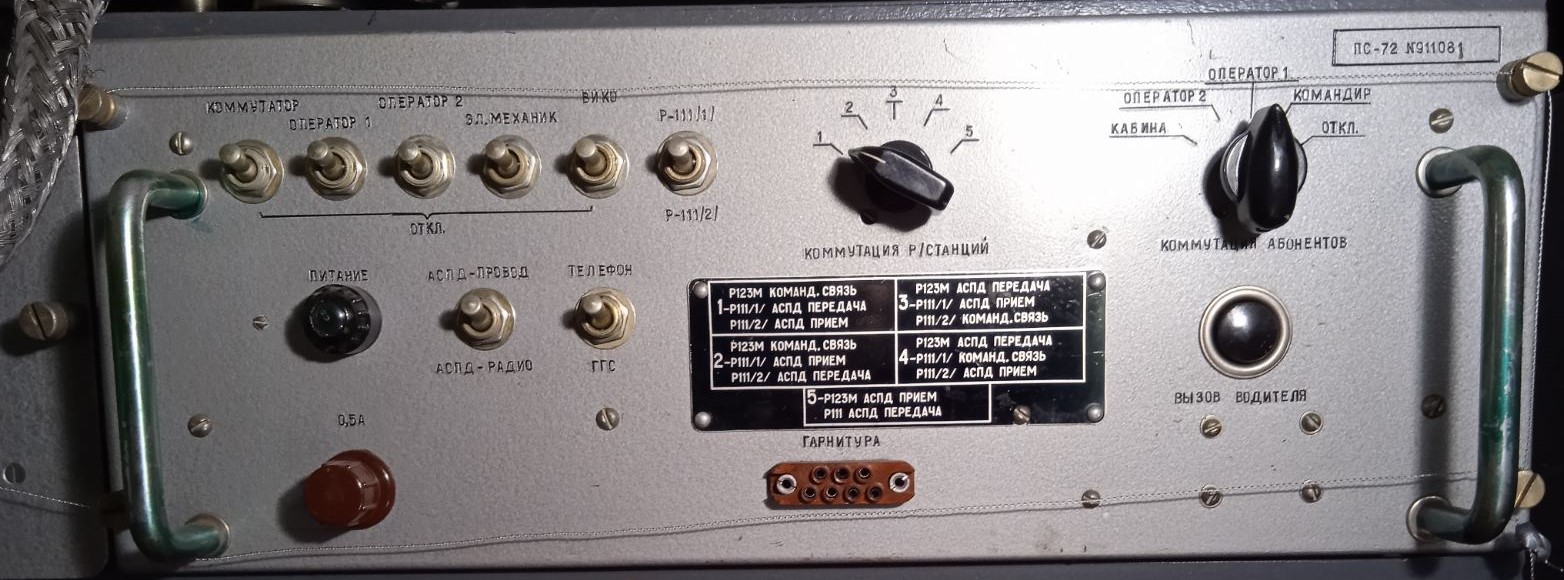 ПС-72 №911081
КОММУТАТОР
ОПЕРАТОР 1
ОПЕРАТОР 2
ЭЛ.МЕХАНИК
ВИКО
Р-111/1/
Р-111/2/
ОТКЛ.
1
2
3
4
5
КОММУТАЦИЯ Р/СТАНЦИЙ
КАБИНА
ОПЕРАТОР 2
ОПЕРАТОР 1
КОМАНДИР
ОТКЛ.
КОММУТАЦИЯ АБОНЕНТОВ
ПИТАНИЕ
АСПД-ПРОВОД
АСПД-РАДИО
ТЕЛЕФОН
ГГС
Р123М КОМАНД.СВЯЗЬ
1-Р111/1/ АСПД ПЕРЕДАЧА
Р111/2/ АСПД ПРИЕМ
Р123М АСПД ПЕРЕДАЧА
3-Р111/1/ АСПД ПРИЕМ
Р111/2/ КОМАНД.СВЯЗЬ
Р123М КОМАНД.СВЯЗЬ
2-Р111/1/ АСПД ПРИЕМ
Р111/2/ АСПД ПЕРЕДАЧА
Р123М АСПД ПЕРЕДАЧА
4-Р111/1/ КОМАНД.СВЯЗЬ
Р111/2/ АСПД ПРИЕМ
5-Р123М АСПД ПРИЕМ
Р111 АСПД ПЕРЕДАЧА
ВЫЗОВ ВОДИТЕЛЯ
0,5А
ГАРНИТУРА